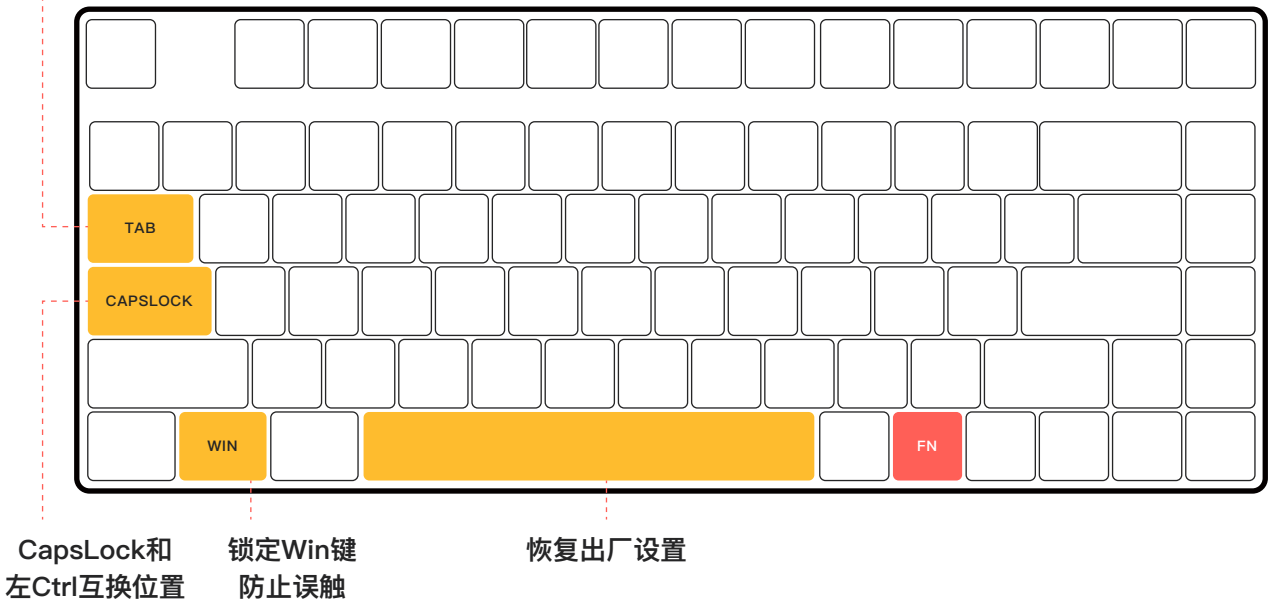 TAB
CAPSLOCK
WIN
FN
CapsLock和
左Ctrl互换位置
锁定Win键
防止误触
恢复出厂设置